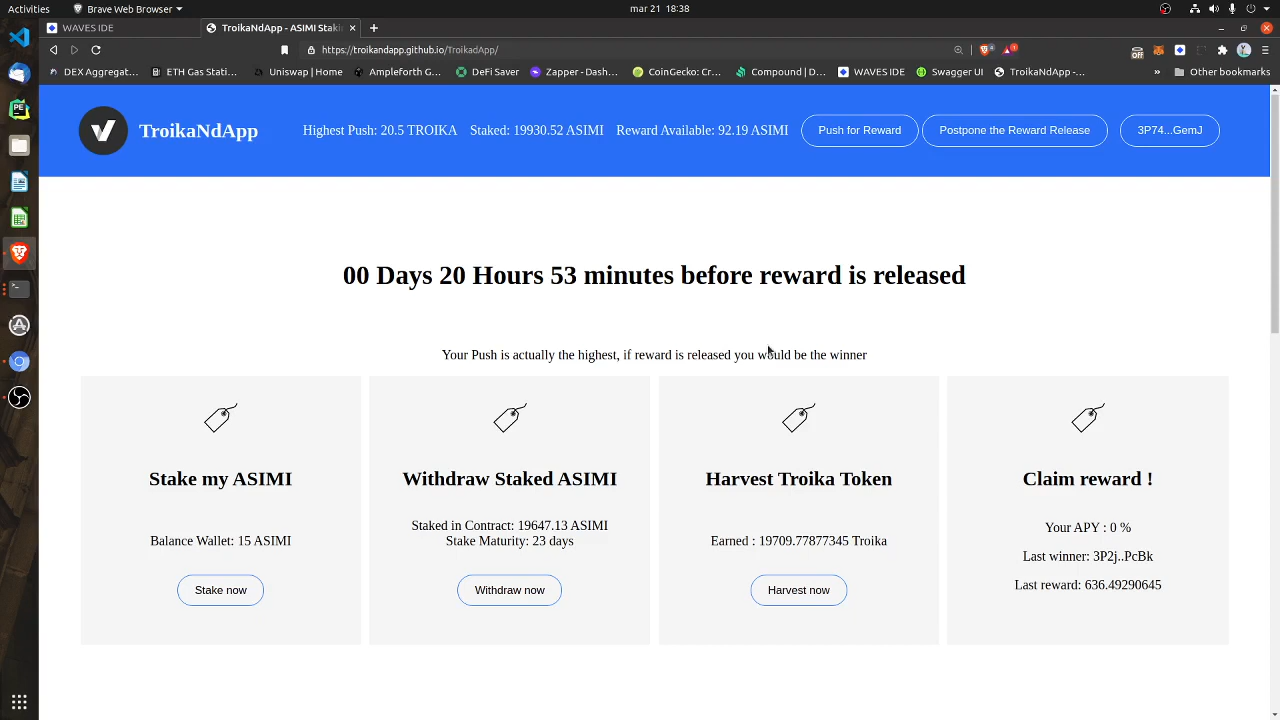 Activities
Brave Web Browser
mar 21 18:38
WAVES IDE
TroikaNdApp - ASIMI Staki
https://troikandapp.github.io/TroikadApp/
DEX Aggregat...
ETH Gas Stati...
Uniswap | Home
Ampleforth G...
DeFi Saver
Zapper - Dash...
CoinGecko: Cr...
Compound | D...
WAVES IDE
Swagger UI
TroikaNdApp -...
»
Other bookmarks
TroikaNdApp
Highest Push: 20.5 TROIKA
Staked: 19930.52 ASIMI
Reward Available: 92.19 ASIMI
Push for Reward
Postpone the Reward Release
3P74...GemJ
00 Days 20 Hours 53 minutes before reward is released
Your Push is actually the highest, if reward is released you would be the winner
Stake my ASIMI
Balance Wallet: 15 ASIMI
Stake now
Withdraw Staked ASIMI
Staked in Contract: 19647.13 ASIMI
Stake Maturity: 23 days
Withdraw now
Harvest Troika Token
Earned : 19709.77877345 Troika
Harvest now
Claim reward !
Your APY : 0 %
Last winner: 3P2j..PcBk
Last reward: 636.49290645